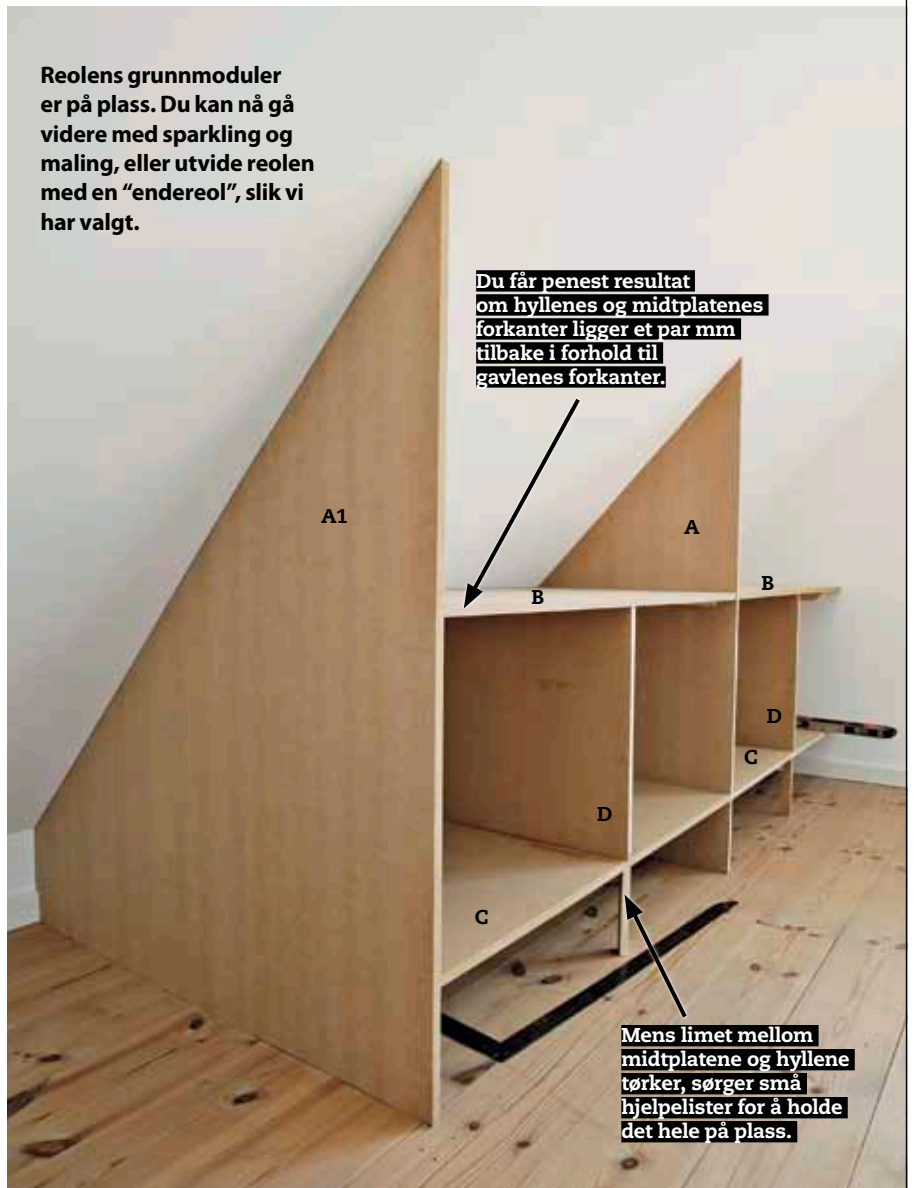 Reolens grunnmoduler
er på plass. Du kan nå gå
videre med sparkling og
maling, eller utvide reolen
med en “endereol”, slik vi
har valgt.
Du får penest resultat
om hyllenes og midtplatenes
forkanter ligger et par mm
tilbake i forhold til
gavlenes forkanter.
A1
A
B
B
D
C
D
C
Mens limet mellom
midtplatene og hyllene
tørker, sørger små
hjelpelister for å holde
det hele på plass.